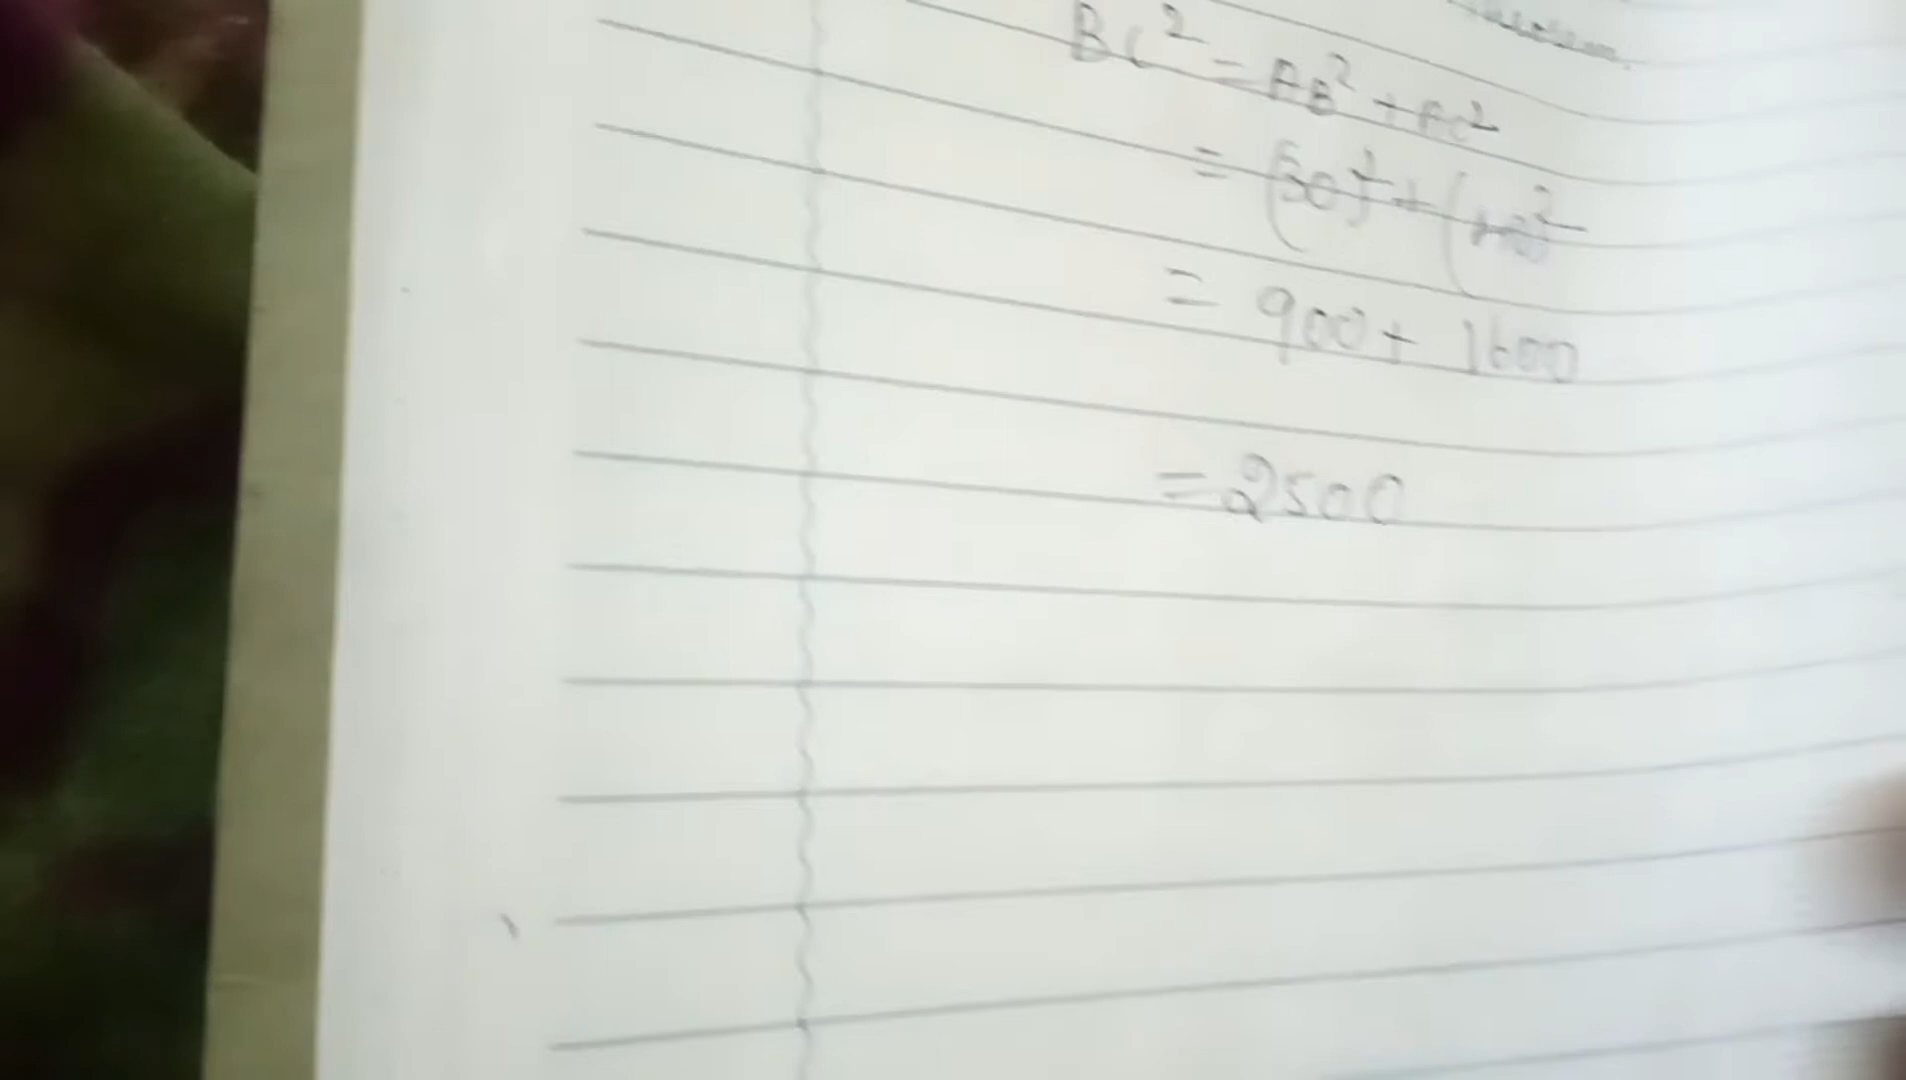 BC² = AB² + AC²
= (30)² + (40)²
= 900 + 1600
= 2500